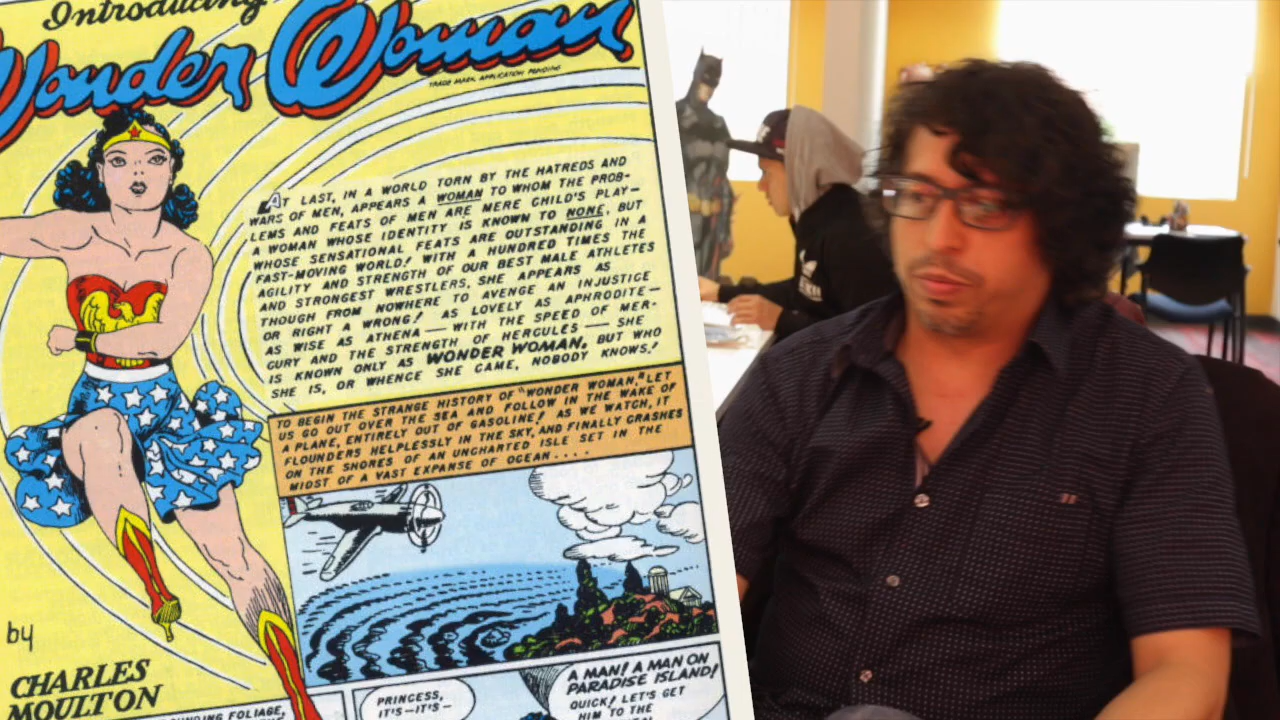 Introducing
Wonder Woman
TRADE MARK APPLICATION PENDING
AT LAST, IN A WORLD TORN BY THE HATREDS AND
WARS OF MEN, APPEARS A WOMAN TO WHOM THE PROB-
LEMS AND FEATS OF MEN ARE MERE CHILD'S PLAY—
A WOMAN WHOSE IDENTITY IS KNOWN TO NONE, BUT
WHOSE SENSATIONAL FEATS ARE OUTSTANDING IN A
FAST-MOVING WORLD! WITH A HUNDRED TIMES THE
AGILITY AND STRENGTH OF OUR BEST MALE ATHLETES
AND STRONGEST WRESTLERS, SHE APPEARS AS
THOUGH FROM NOWHERE TO AVENGE AN INJUSTICE
OR RIGHT A WRONG! AS LOVELY AS APHRODITE—
AS WISE AS ATHENA — WITH THE SPEED OF MER-
CURY AND THE STRENGTH OF HERCULES — SHE
IS KNOWN ONLY AS WONDER WOMAN, BUT WHO
SHE IS, OR WHENCE SHE CAME, NOBODY KNOWS!
TO BEGIN THE STRANGE HISTORY OF "WONDER WOMAN," LET
US GO OUT OVER THE SEA AND FOLLOW IN THE WAKE OF
A PLANE, ENTIRELY OUT OF GASOLINE! AS WE WATCH, IT
FLOUNDERS HELPLESSLY IN THE SKY, AND FINALLY CRASHES
ON THE SHORES OF AN UNCHARTED ISLE SET IN THE
MIDST OF A VAST EXPANSE OF OCEAN....
by
CHARLES
MOULTON
FOLIAGE,
PRINCESS,
IT'S—IT'S—
A MAN! A MAN ON
PARADISE ISLAND!
QUICK! LET'S GET
HIM TO THE